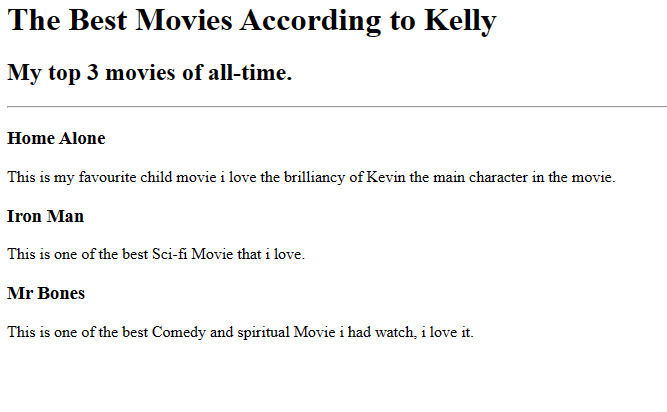 The Best Movies According to Kelly
My top 3 movies of all-time.
Home Alone
This is my favourite child movie i love the brilliancy of Kevin the main character in the movie.
Iron Man
This is one of the best Sci-fi Movie that i love.
Mr Bones
This is one of the best Comedy and spiritual Movie i had watch, i love it.